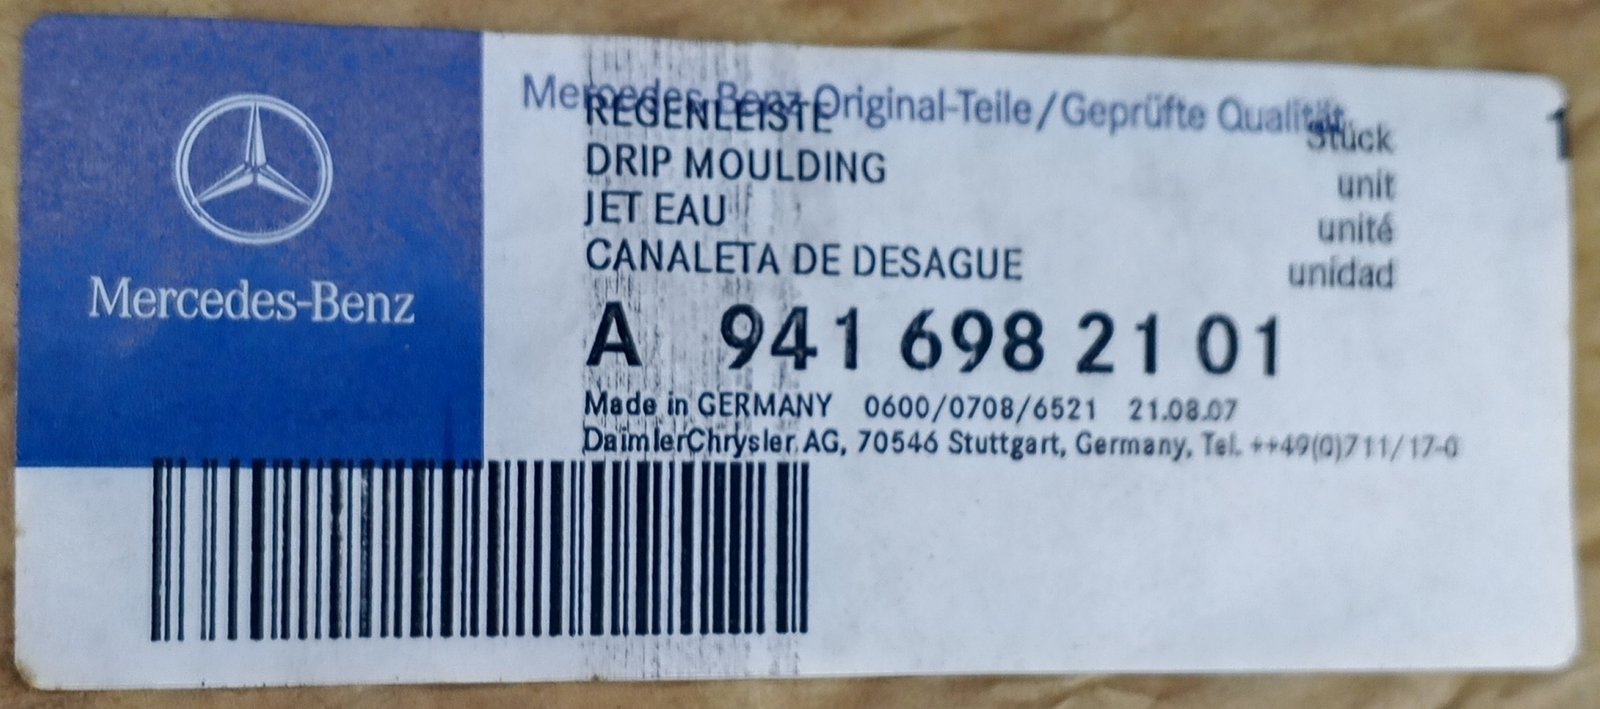 Mercedes-Benz
Mercedes-Benz Original-Teile/Geprüfte Qualität
REGENLEISTE Stück 1
DRIP MOULDING unit
JET EAU unité
CANALETA DE DESAGUE unidad
A 941 698 21 01
Made in GERMANY 0600/0708/6521 21.08.07
DaimlerChrysler AG, 70546 Stuttgart, Germany, Tel. ++49(0)711/17-0